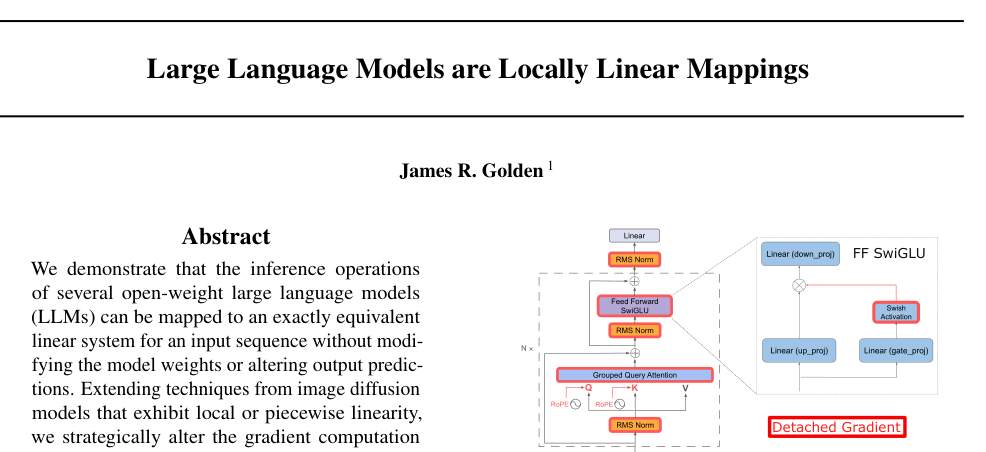 Large Language Models are Locally Linear Mappings
James R. Golden 1
Abstract
We demonstrate that the inference operations
of several open-weight large language models
(LLMs) can be mapped to an exactly equivalent
linear system for an input sequence without modi-
fying the model weights or altering output predic-
tions. Extending techniques from image diffusion
models that exhibit local or piecewise linearity,
we strategically alter the gradient computation
Linear
RMS Norm
Feed Forward
SwiGLU
RMS Norm
N ×
Grouped Query Attention
Q K V
RoPE RoPE
RMS Norm
Linear (down_proj) FF SwiGLU
Swish
Activation
Linear (up_proj) Linear (gate_proj)
Detached Gradient